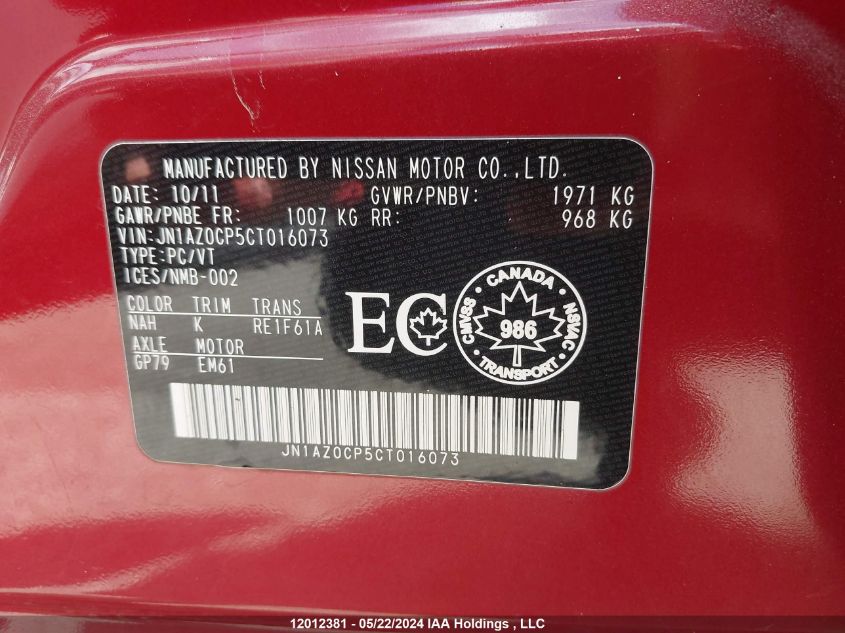 MANUFACTURED BY NISSAN MOTOR CO.,LTD.
DATE: 10/11 GVWR/PNBV: 1971 KG
GAWR/PNBE FR: 1007 KG RR: 968 KG
VIN:JN1AZ0CP5CT016073
TYPE:PC/VT
ICES/NMB-002
COLOR TRIM TRANS
NAH K RE1F61A
AXLE MOTOR
GP79 EM61
EC
CANADA
CMVSS 986 NSVAC
TRANSPORT
JN1AZ0CP5CT016073
12012381 - 05/22/2024 IAA Holdings , LLC